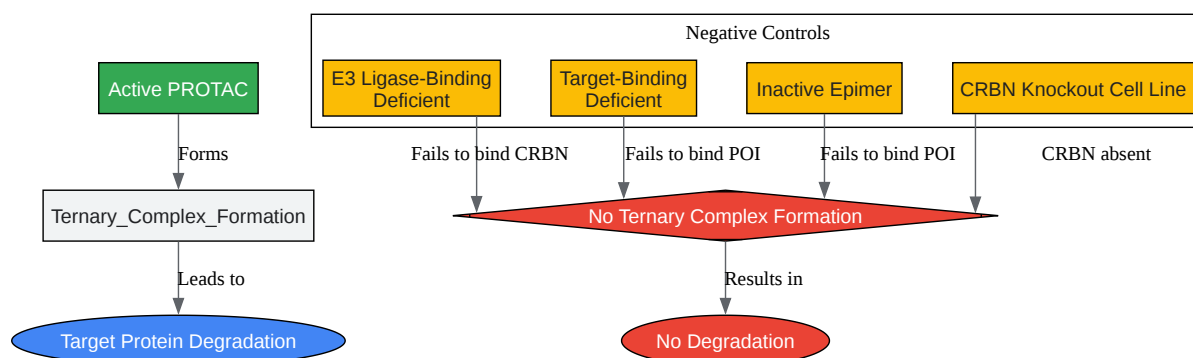 Negative Controls
Active PROTAC
E3 Ligase-Binding
Deficient
Target-Binding
Deficient
Inactive Epimer
CRBN Knockout Cell Line
Forms
Fails to bind CRBN
Fails to bind POI
Fails to bind POI
CRBN absent
Ternary_Complex_Formation
No Ternary Complex Formation
Leads to
Results in
Target Protein Degradation
No Degradation